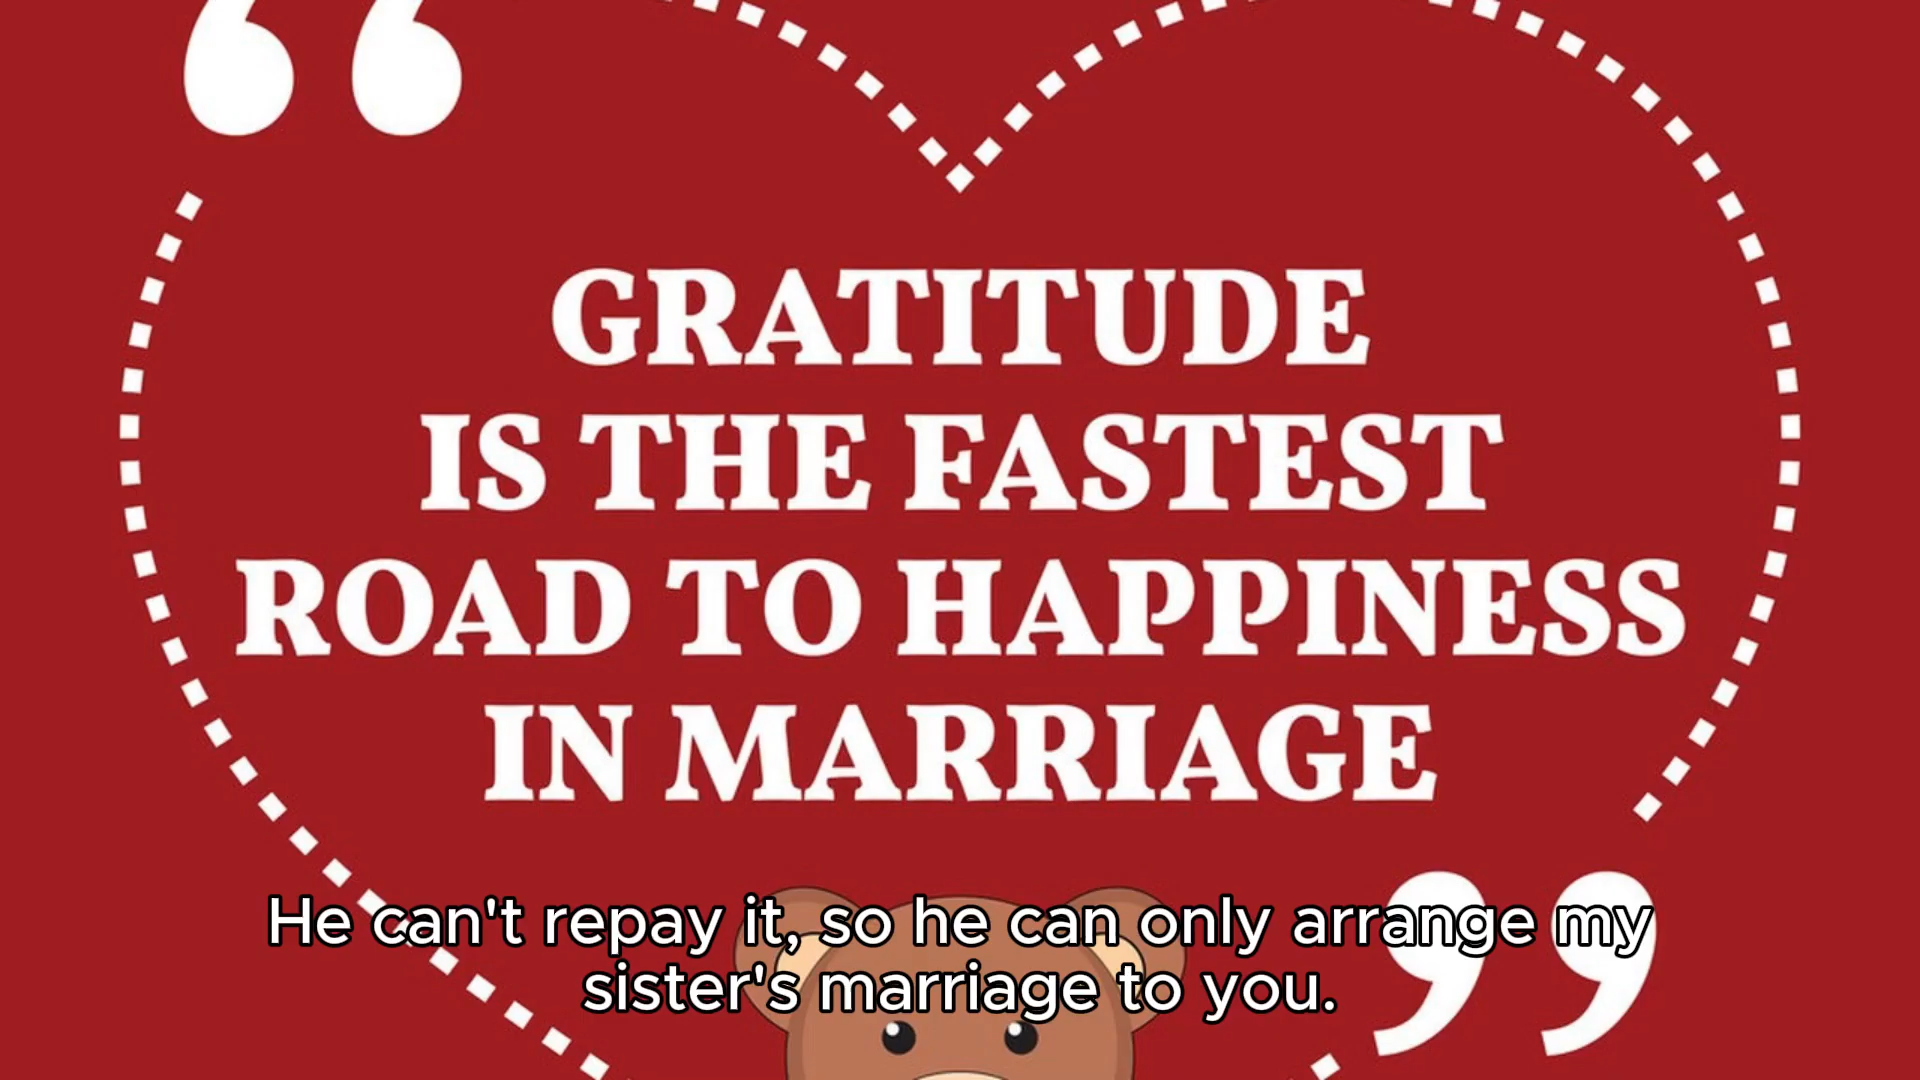 “
GRATITUDE
IS THE FASTEST
ROAD TO HAPPINESS
IN MARRIAGE
”
He can't repay it, so he can only arrange my
sister's marriage to you.